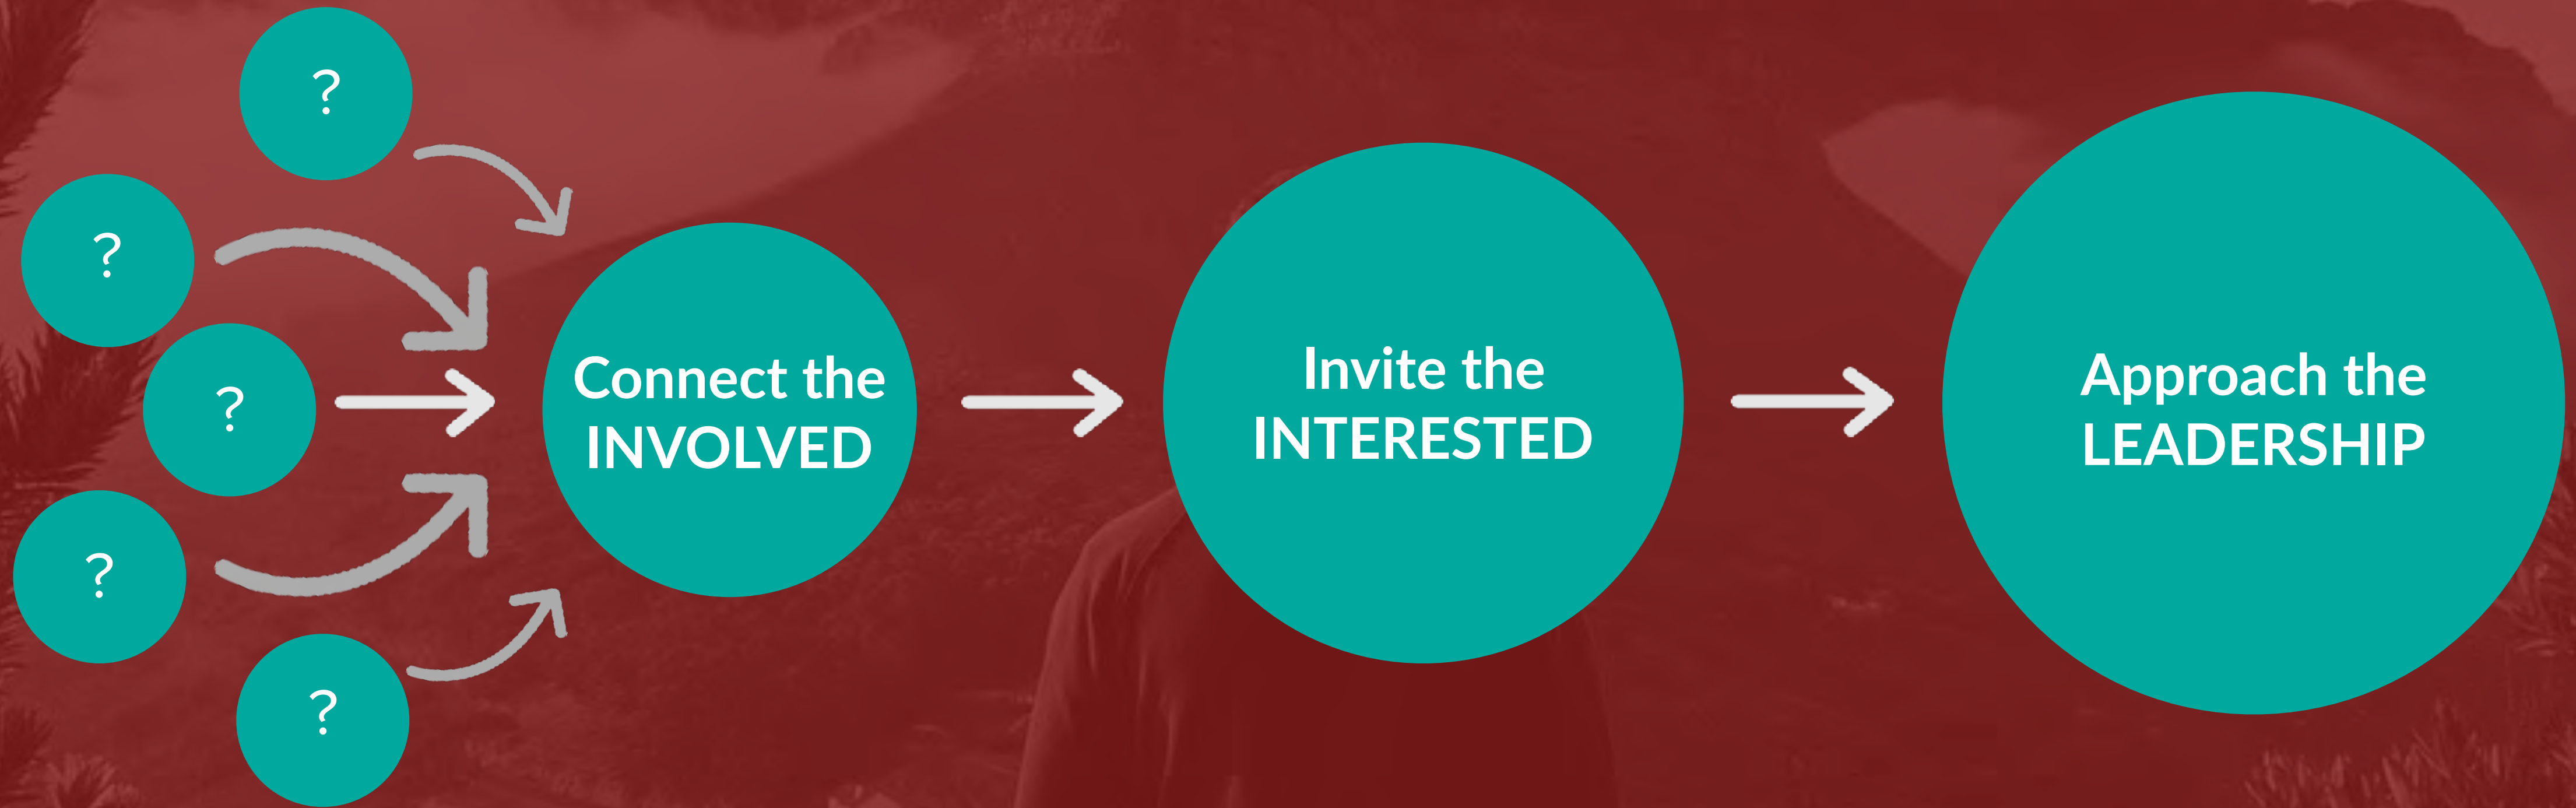 ?
?
?
?
?
Connect the
INVOLVED
Invite the
INTERESTED
Approach the
LEADERSHIP